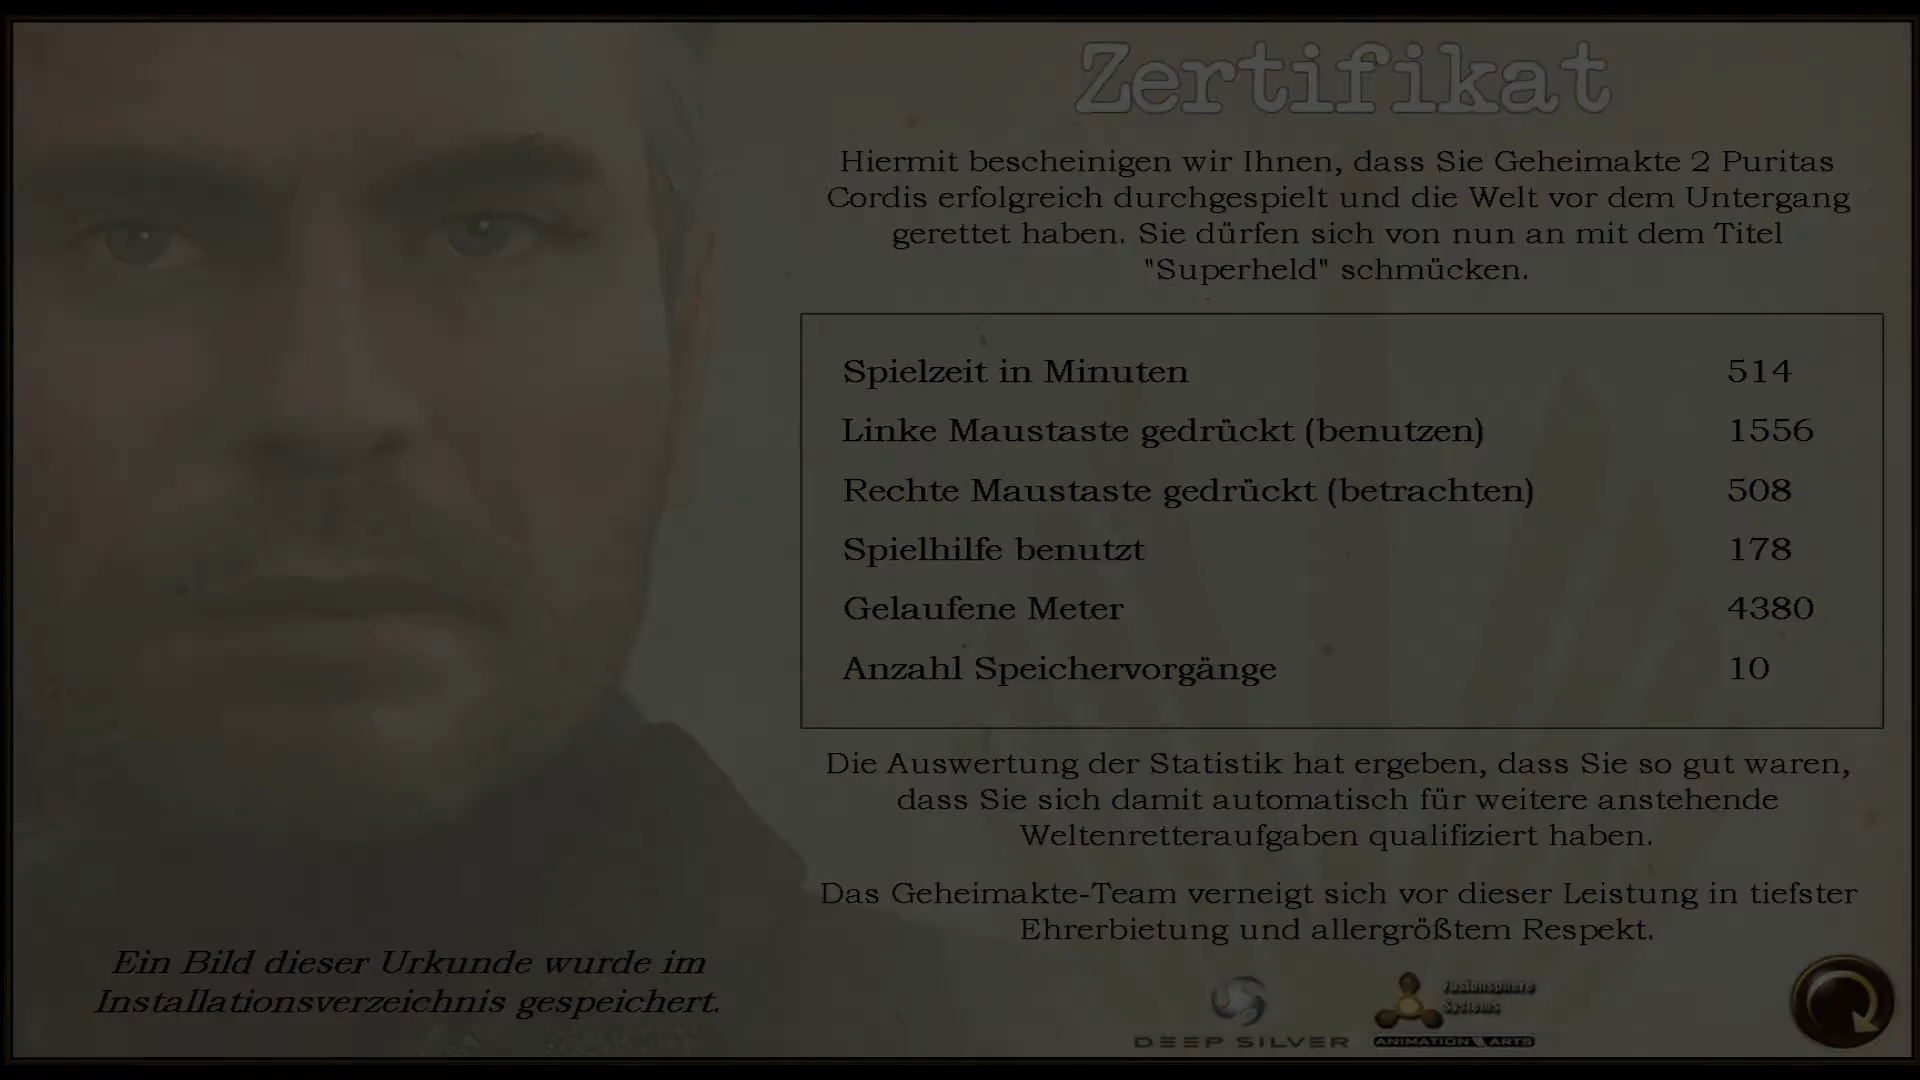 Zertifikat
Hiermit bescheinigen wir Ihnen, dass Sie Geheimakte 2 Puritas
Cordis erfolgreich durchgespielt und die Welt vor dem Untergang
gerettet haben. Sie dürfen sich von nun an mit dem Titel
"Superheld" schmücken.
Spielzeit in Minuten 514
Linke Maustaste gedrückt (benutzen) 1556
Rechte Maustaste gedrückt (betrachten) 508
Spielhilfe benutzt 178
Gelaufene Meter 4380
Anzahl Speichervorgänge 10
Die Auswertung der Statistik hat ergeben, dass Sie so gut waren,
dass Sie sich damit automatisch für weitere anstehende
Weltenretteraufgaben qualifiziert haben.
Das Geheimakte-Team verneigt sich vor dieser Leistung in tiefster
Ehrerbietung und allergrößtem Respekt.
Ein Bild dieser Urkunde wurde im
Installationsverzeichnis gespeichert.
Fusionsphere
Systems
DEEP SILVER
ANIMATION ARTS